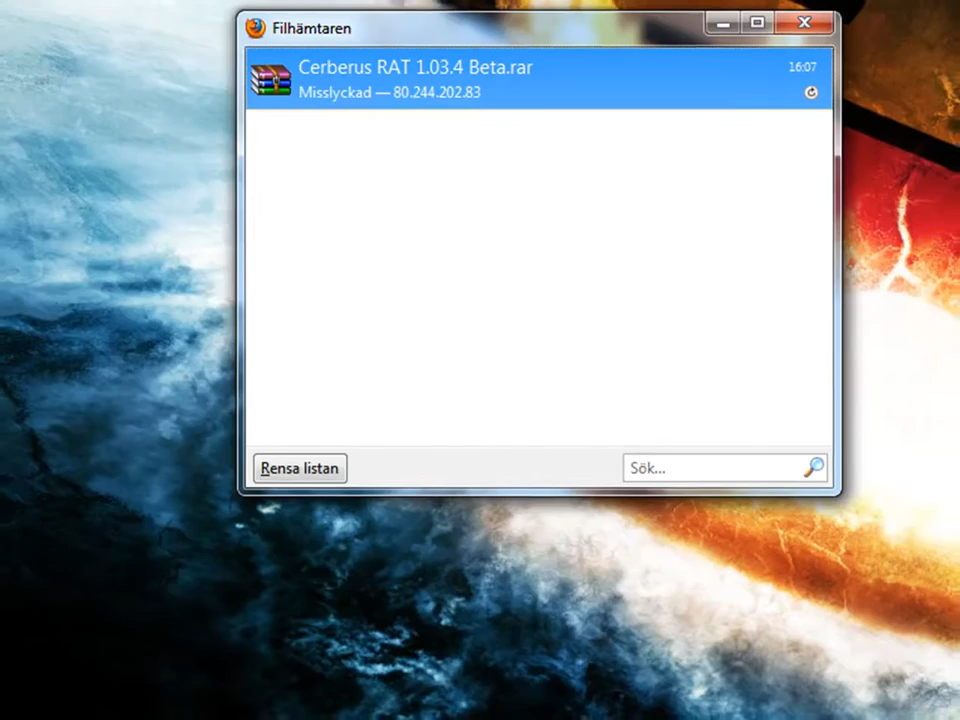 Filhämtaren
Cerberus RAT 1.03.4 Beta.rar
16:07
Misslyckad — 80.244.202.83
Rensa listan
Sök...